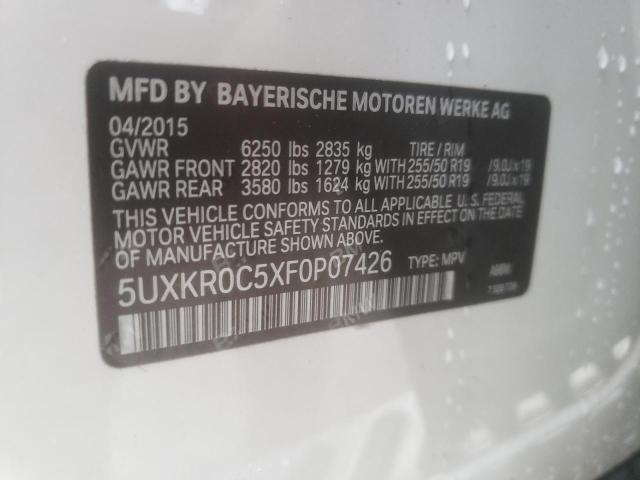 MFD BY BAYERISCHE MOTOREN WERKE AG
04/2015
GVWR 6250 lbs 2835 kg TIRE / RIM
GAWR FRONT 2820 lbs 1279 kg WITH 255/50 R19 / 9.0J x 19
GAWR REAR 3580 lbs 1624 kg WITH 255/50 R19 / 9.0J x 19
THIS VEHICLE CONFORMS TO ALL APPLICABLE U. S. FEDERAL
MOTOR VEHICLE SAFETY STANDARDS IN EFFECT ON THE DATE
OF MANUFACTURE SHOWN ABOVE.
5UXKR0C5XF0P07426 TYPE: MPV